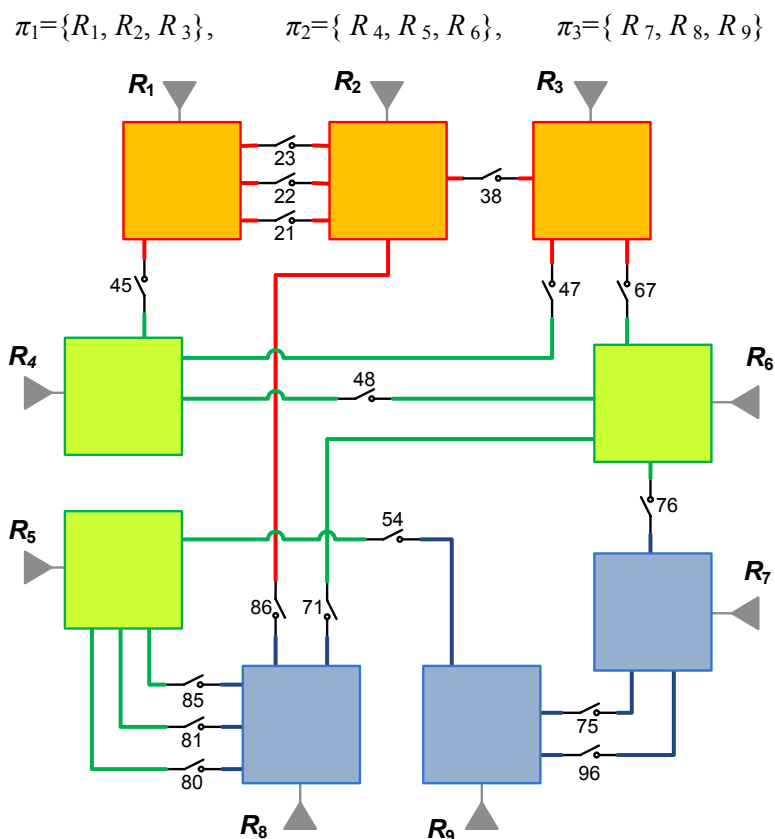 π1={R1, R2, R3}, π2={ R4, R5, R6}, π3={ R7, R8, R9}
R1 R2 R3
23
22
38
21
45 47 67
R4 48 R6
76
54
R5 R7
86 71
85
75
81
96
80
R8 R9